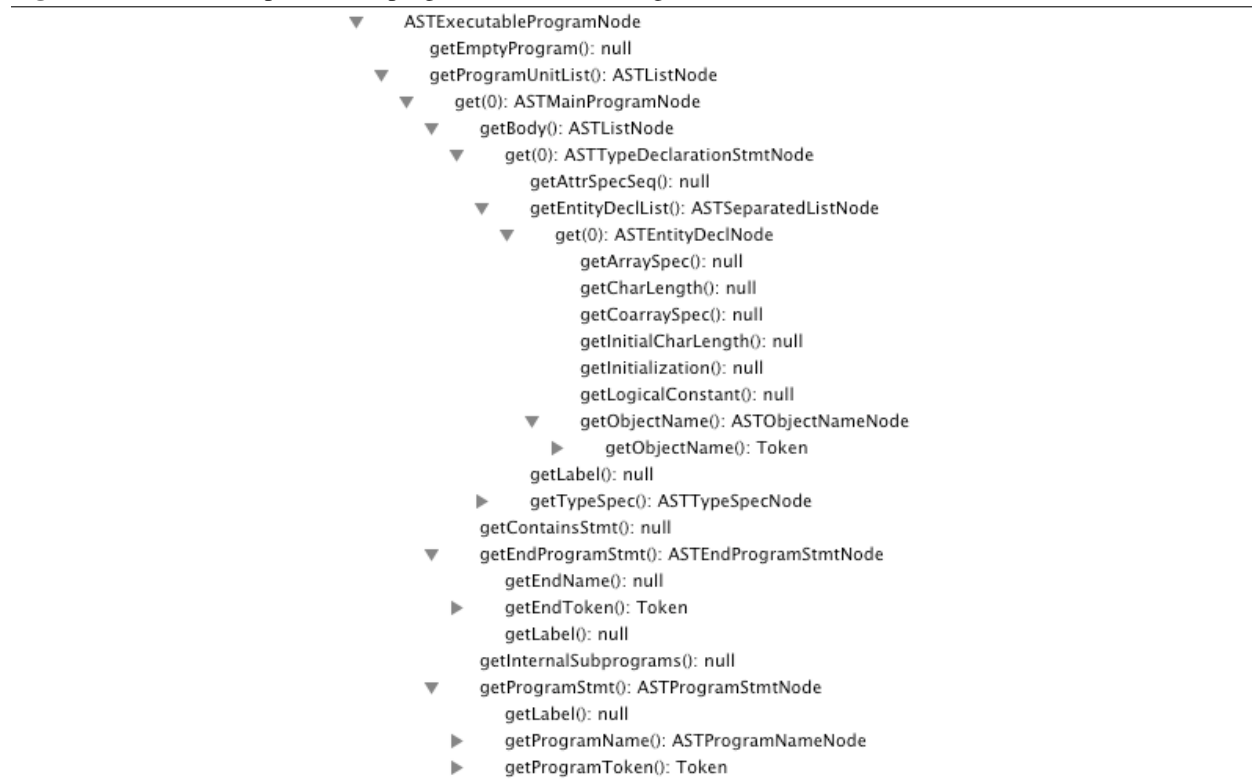 ASTExecutableProgramNode
getEmptyProgram(): null
getProgramUnitList(): ASTListNode
get(0): ASTMainProgramNode
getBody(): ASTListNode
get(0): ASTTypeDeclarationStmtNode
getAttrSpecSeq(): null
getEntityDeclList(): ASTSeparatedListNode
get(0): ASTEntityDeclNode
getArraySpec(): null
getCharLength(): null
getCoarraySpec(): null
getInitialCharLength(): null
getInitialization(): null
getLogicalConstant(): null
getObjectName(): ASTObjectNameNode
getObjectName(): Token
getLabel(): null
getTypeSpec(): ASTTypeSpecNode
getContainsStmt(): null
getEndProgramStmt(): ASTEndProgramStmtNode
getEndName(): null
getEndToken(): Token
getLabel(): null
getInternalSubprograms(): null
getProgramStmt(): ASTProgramStmtNode
getLabel(): null
getProgramName(): ASTProgramNameNode
getProgramToken(): Token